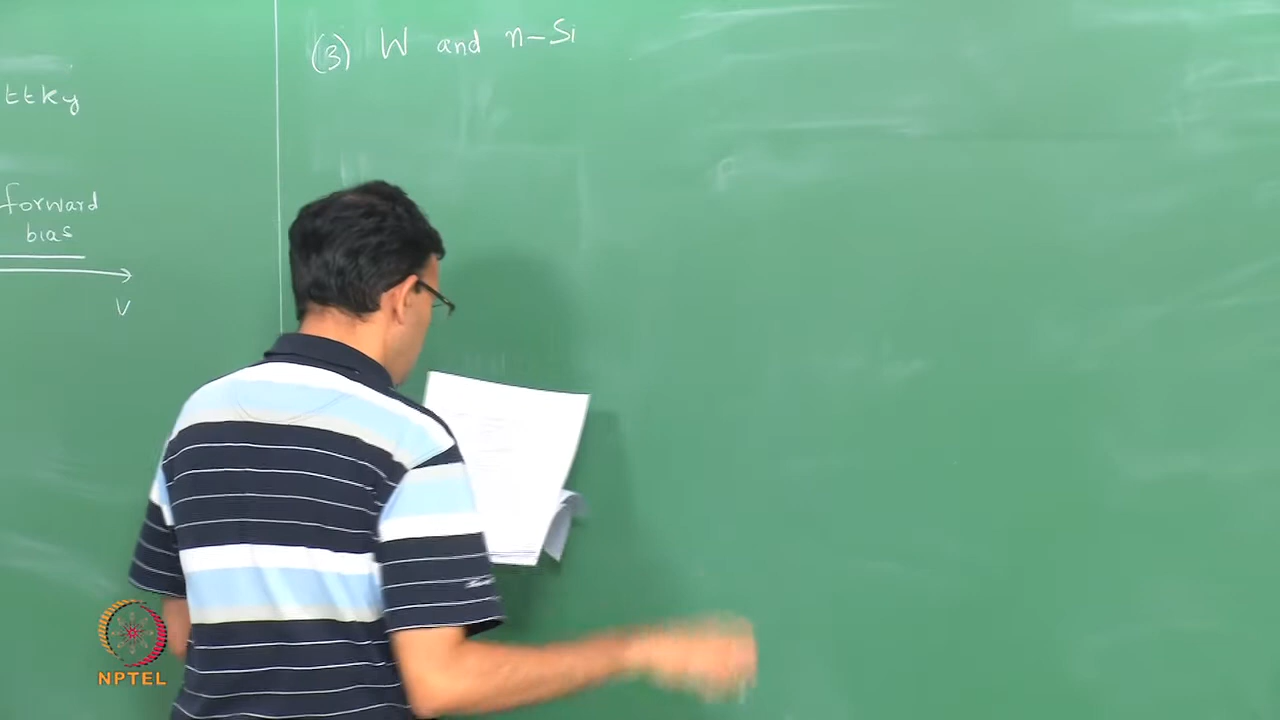 ttky
forward
bias
V
(3) W and n-Si
NPTEL